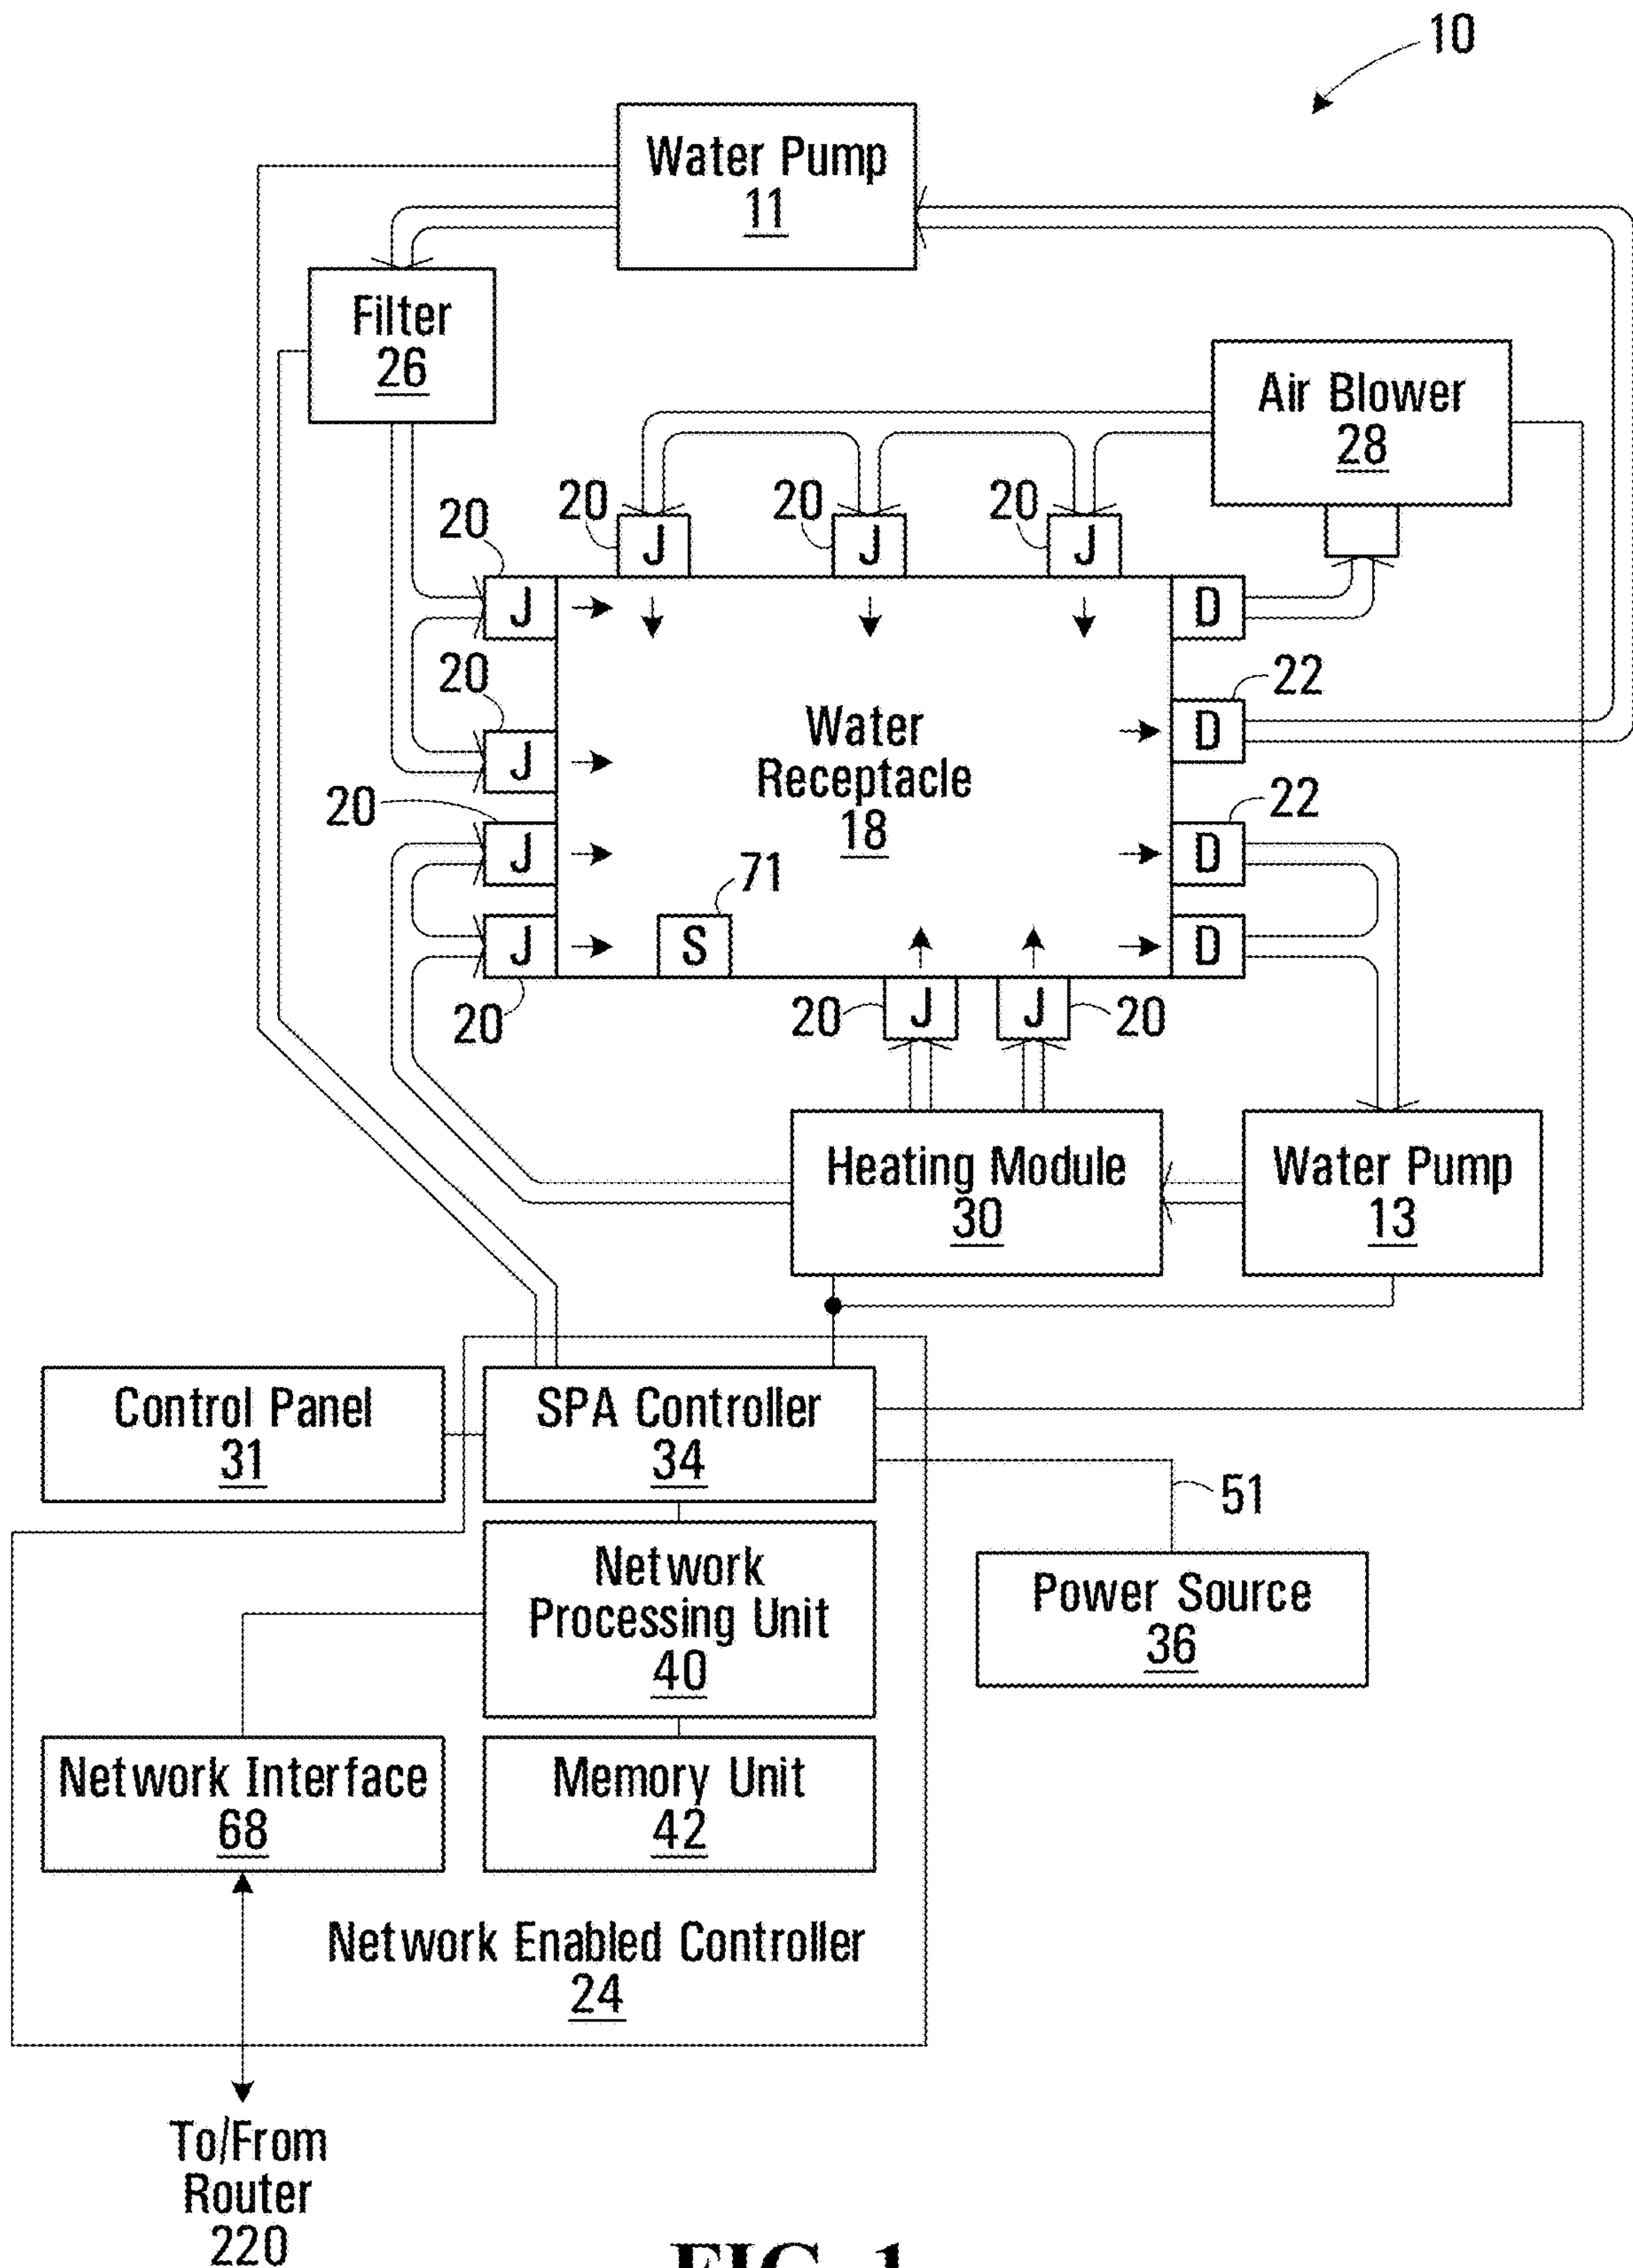 10
Water Pump
11
Filter
26
Air Blower
28
20
20
20
20
J
J
J
J
D
20
22
J
D
Water
Receptacle
18
20
22
J
D
71
J
S
D
20
20
J
J
20
Heating Module
30
Water Pump
13
Control Panel
31
SPA Controller
34
51
Network
Processing Unit
40
Power Source
36
Network Interface
68
Memory Unit
42
Network Enabled Controller
24
To/From
Router
220
FIG. 1